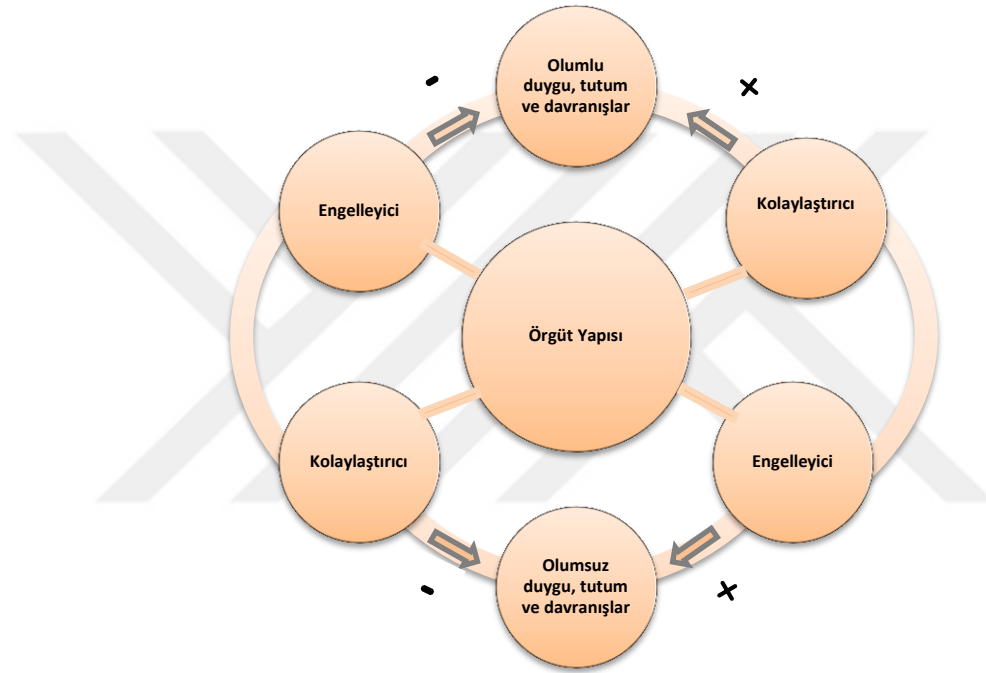 Olumlu
duygu, tutum
ve davranışlar
-
+
Engelleyici
Kolaylaştırıcı
Örgüt Yapısı
Kolaylaştırıcı
Engelleyici
Olumsuz
duygu, tutum
ve davranışlar
-
+